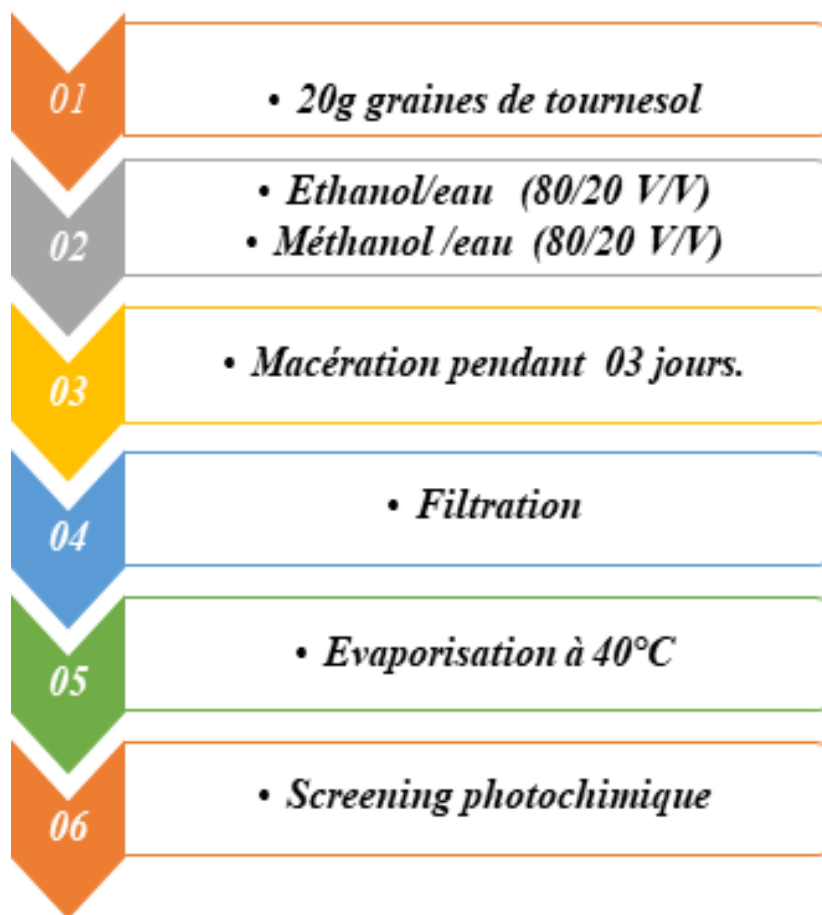 01
• 20g graines de tournesol
02
• Ethanol/eau (80/20 V/V)
• Méthanol /eau (80/20 V/V)
03
• Macération pendant 03 jours.
04
• Filtration
05
• Evaporisation à 40°C
06
• Screening photochimique